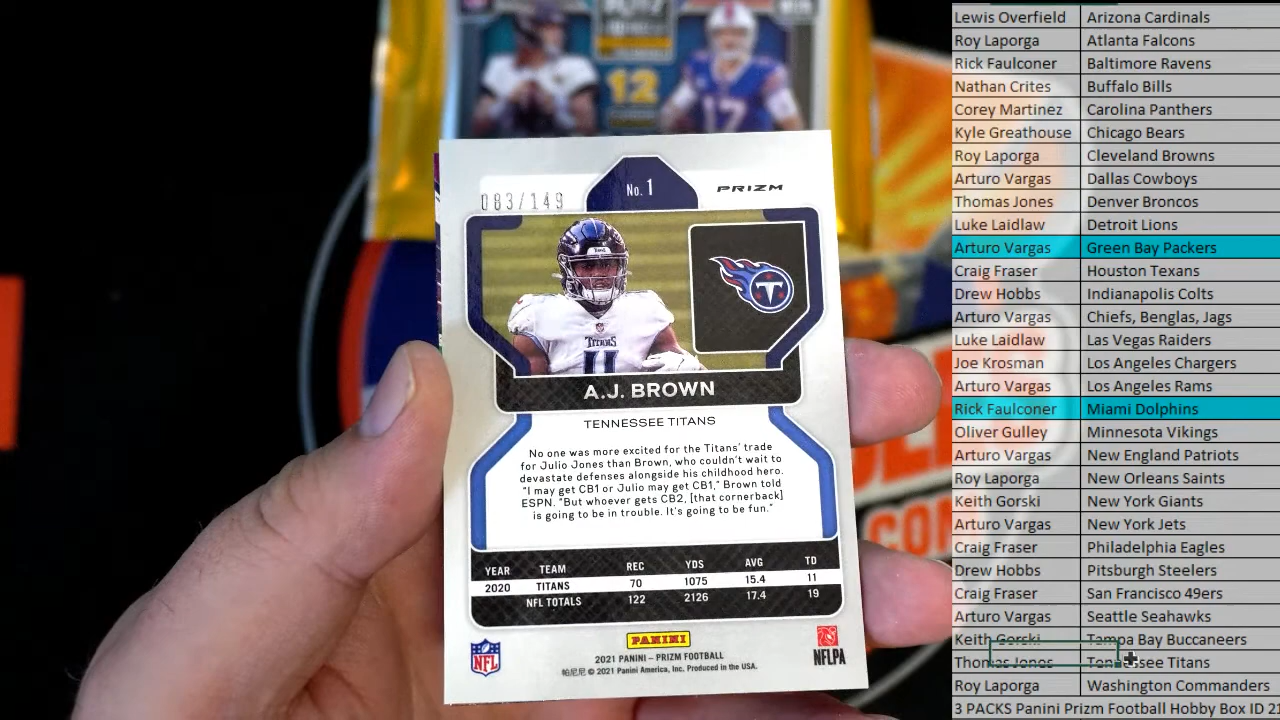 12
17
083/149
No. 1
PRIZM
TITANS
11
A.J. BROWN
TENNESSEE TITANS
No one was more excited for the Titans' trade
for Julio Jones than Brown, who couldn't wait to
devastate defenses alongside his childhood hero.
"I may get CB1 or Julio may get CB1," Brown told
ESPN. "But whoever gets CB2, [that cornerback]
is going to be in trouble. It's going to be fun."
YEAR TEAM REC YDS AVG TD
2020 TITANS 70 1075 15.4 11
NFL TOTALS 122 2126 17.4 19
PANINI
NFL
NFLPA
2021 PANINI – PRIZM FOOTBALL
帕尼尼 © 2021 Panini America, Inc. Produced in the USA.
Lewis Overfield Arizona Cardinals
Roy Laporga Atlanta Falcons
Rick Faulconer Baltimore Ravens
Nathan Crites Buffalo Bills
Corey Martinez Carolina Panthers
Kyle Greathouse Chicago Bears
Roy Laporga Cleveland Browns
Arturo Vargas Dallas Cowboys
Thomas Jones Denver Broncos
Luke Laidlaw Detroit Lions
Arturo Vargas Green Bay Packers
Craig Fraser Houston Texans
Drew Hobbs Indianapolis Colts
Arturo Vargas Chiefs, Benglas, Jags
Luke Laidlaw Las Vegas Raiders
Joe Krosman Los Angeles Chargers
Arturo Vargas Los Angeles Rams
Rick Faulconer Miami Dolphins
Oliver Gulley Minnesota Vikings
Arturo Vargas New England Patriots
Roy Laporga New Orleans Saints
Keith Gorski New York Giants
Arturo Vargas New York Jets
Craig Fraser Philadelphia Eagles
Drew Hobbs Pittsburg Steelers
Craig Fraser San Francisco 49ers
Arturo Vargas Seattle Seahawks
Keith Gorski Tampa Bay Buccaneers
Thomas Jones Tennessee Titans
Roy Laporga Washington Commanders
3 PACKS Panini Prizm Football Hobby Box ID 21